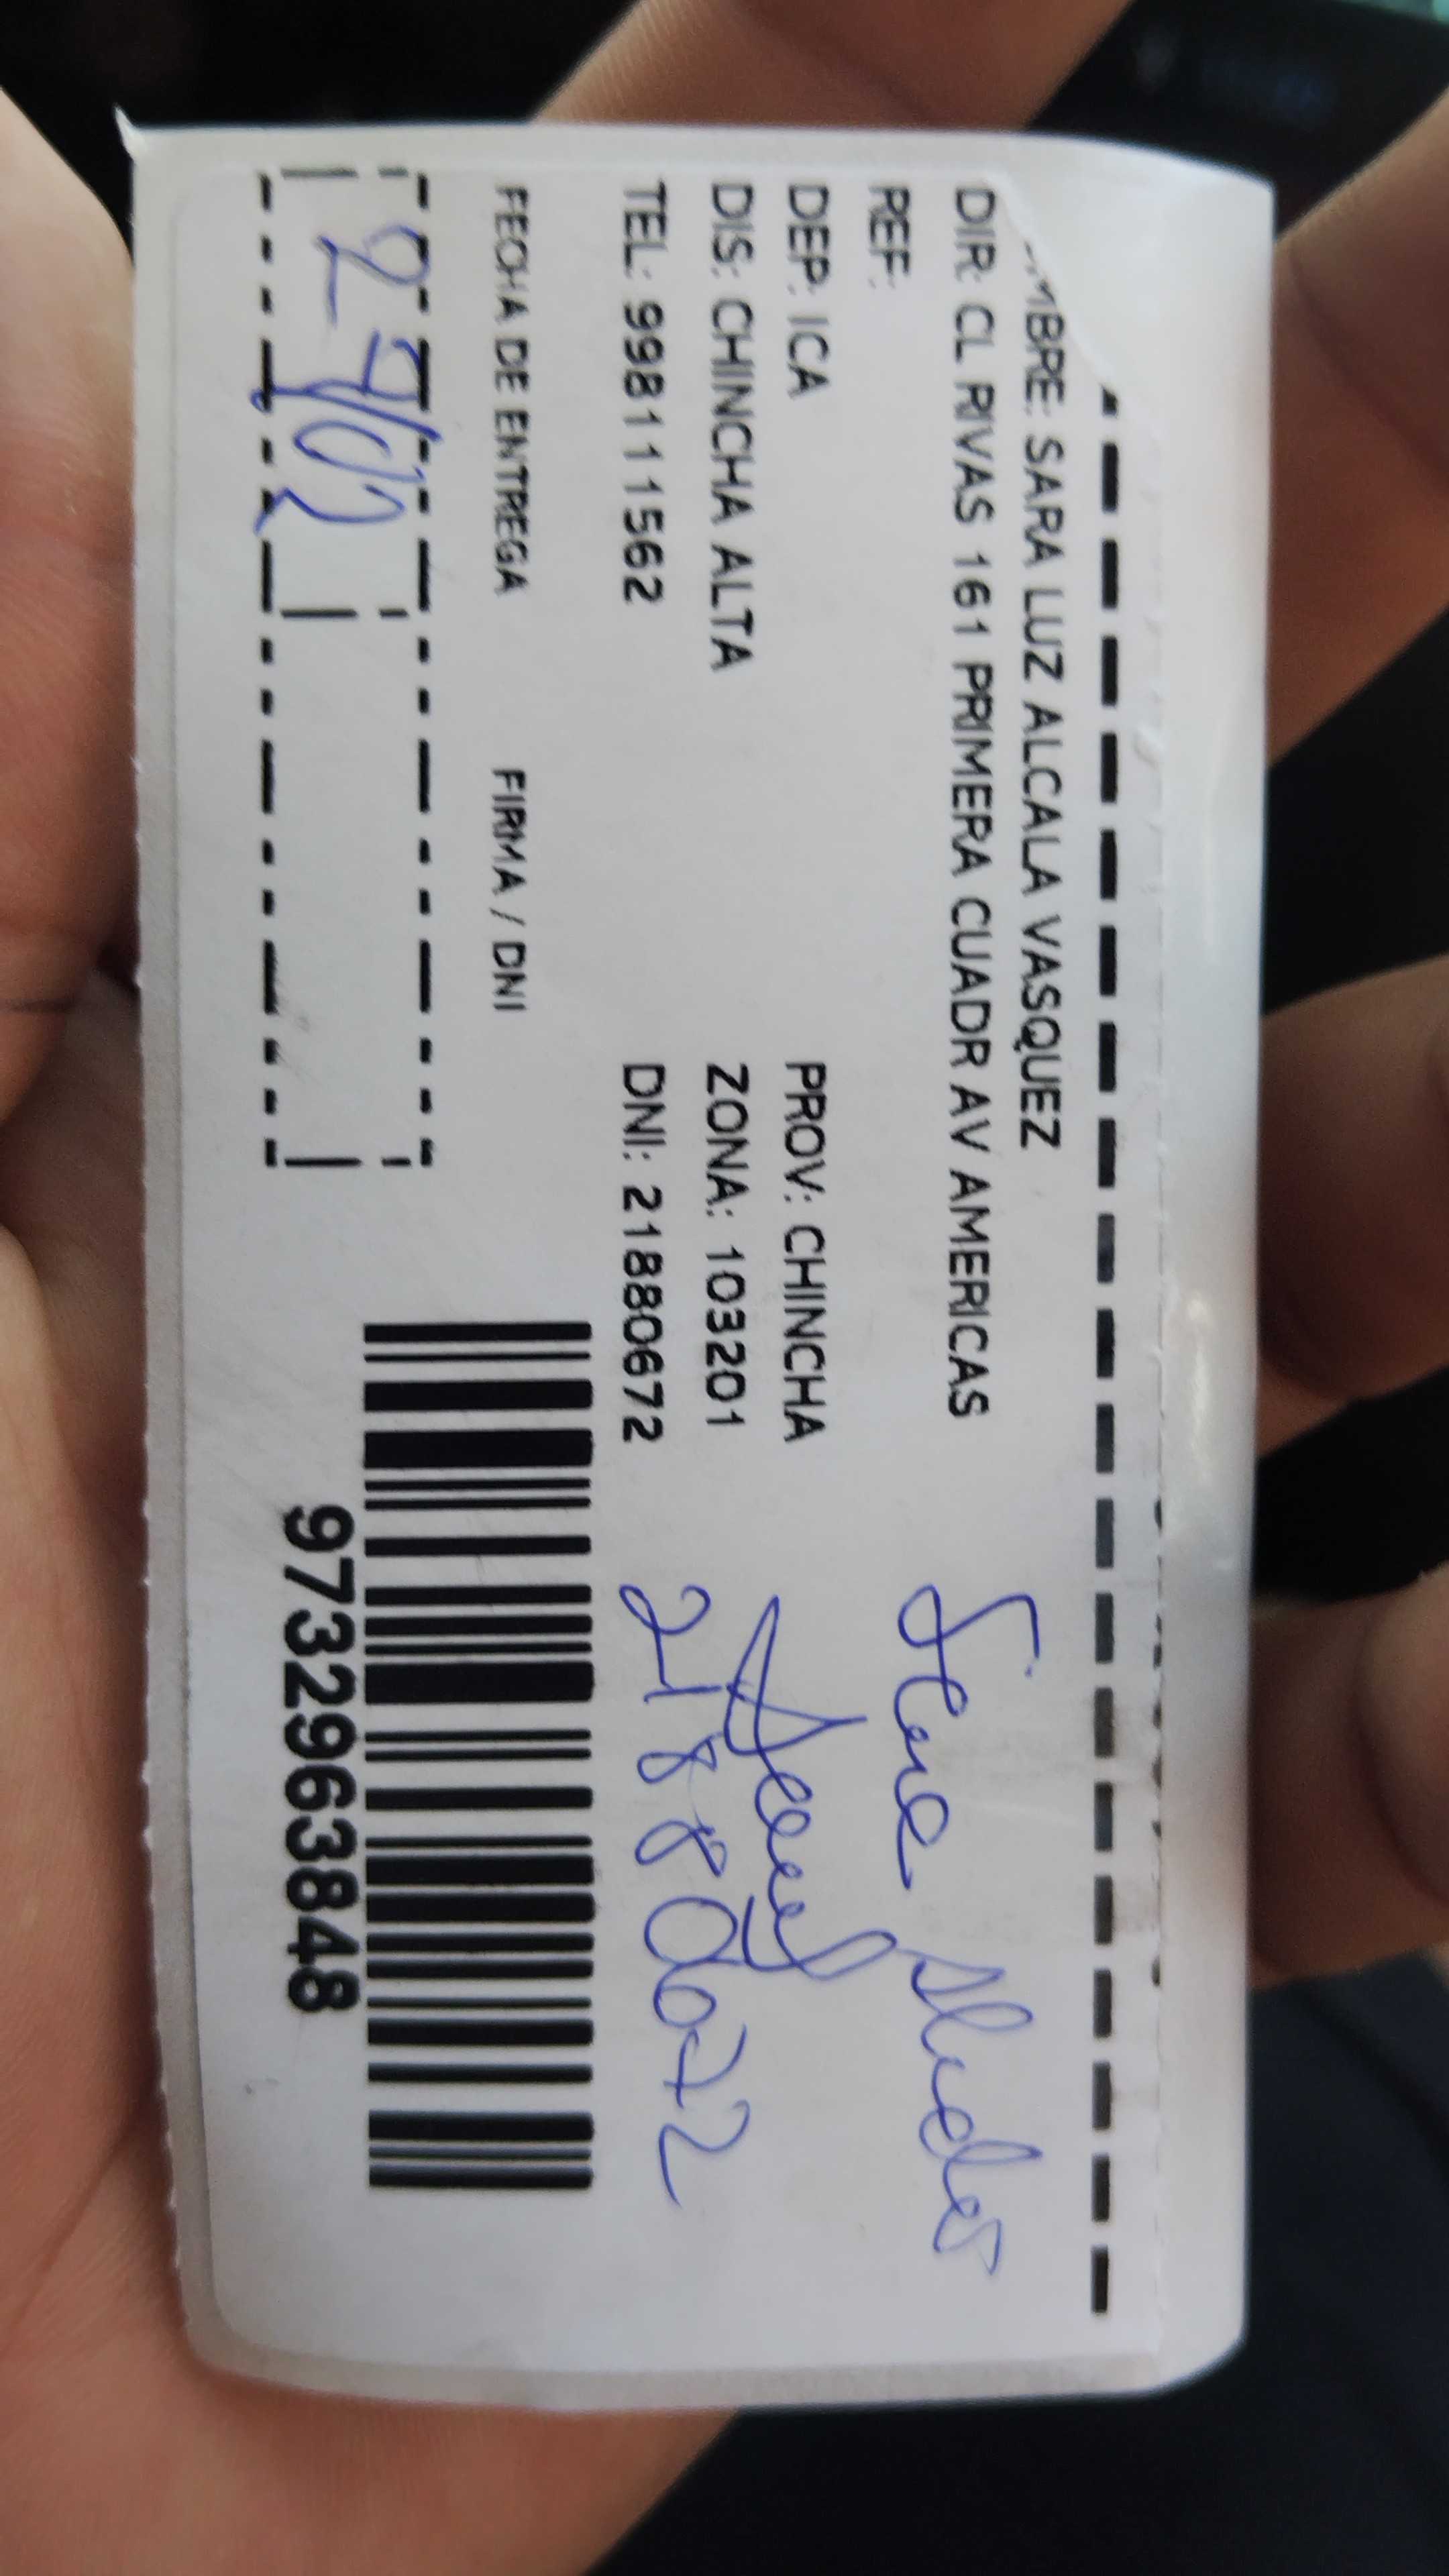 MBRE: SARA LUZ ALCALA VASQUEZ
DIR: CL RIVAS 161 PRIMERA CUADR AV AMERICAS
REF:
DEP: ICA PROV: CHINCHA
DIS: CHINCHA ALTA ZONA: 103201
TEL: 998111562 DNI: 21880672
21880672
FECHA DE ENTREGA FIRMA / DNI
27/02
9732963848